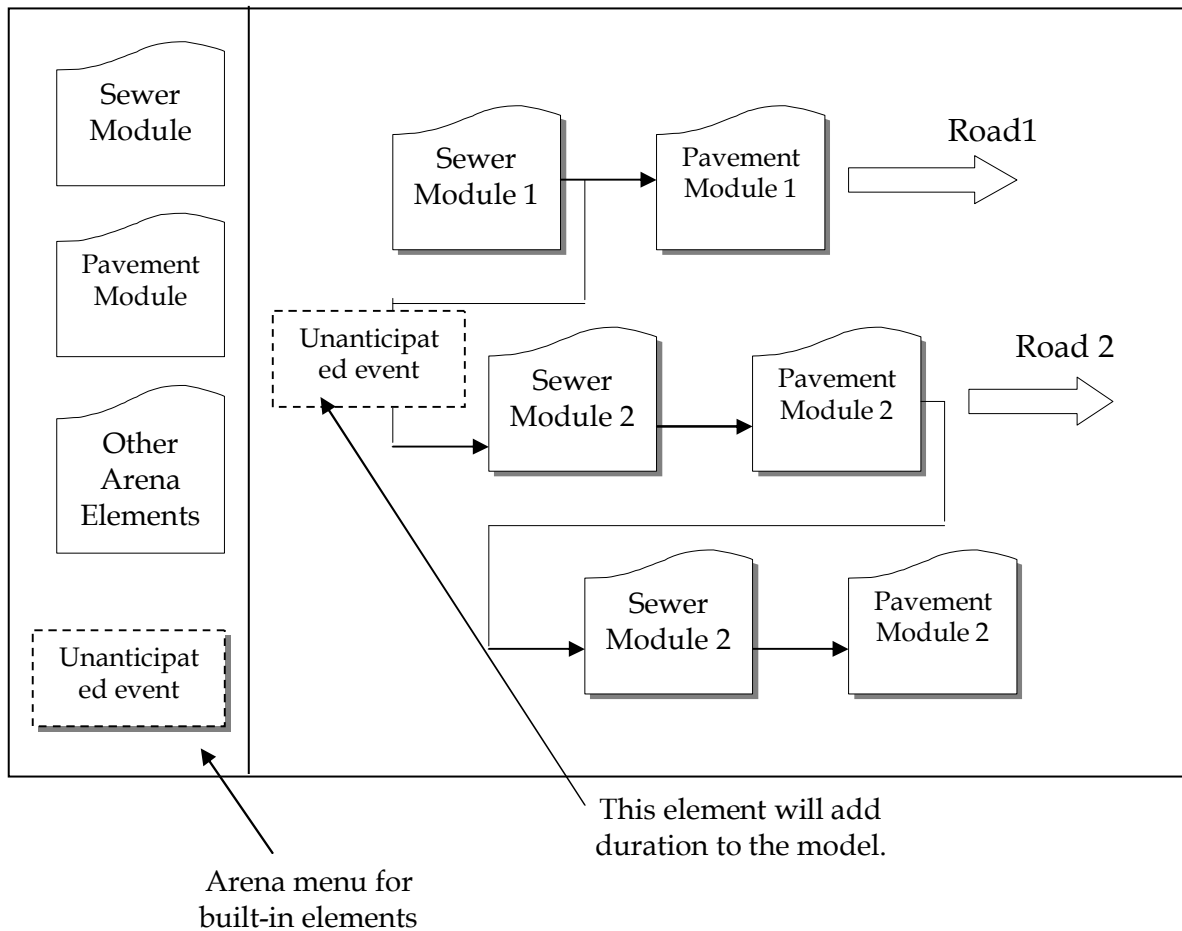 Sewer
Module
Pavement
Module
Other
Arena
Elements
Unanticipat
ed event
Sewer
Module 1
Pavement
Module 1
Road1
Unanticipat
ed event
Sewer
Module 2
Pavement
Module 2
Road 2
Sewer
Module 2
Pavement
Module 2
This element will add
duration to the model.
Arena menu for
built-in elements